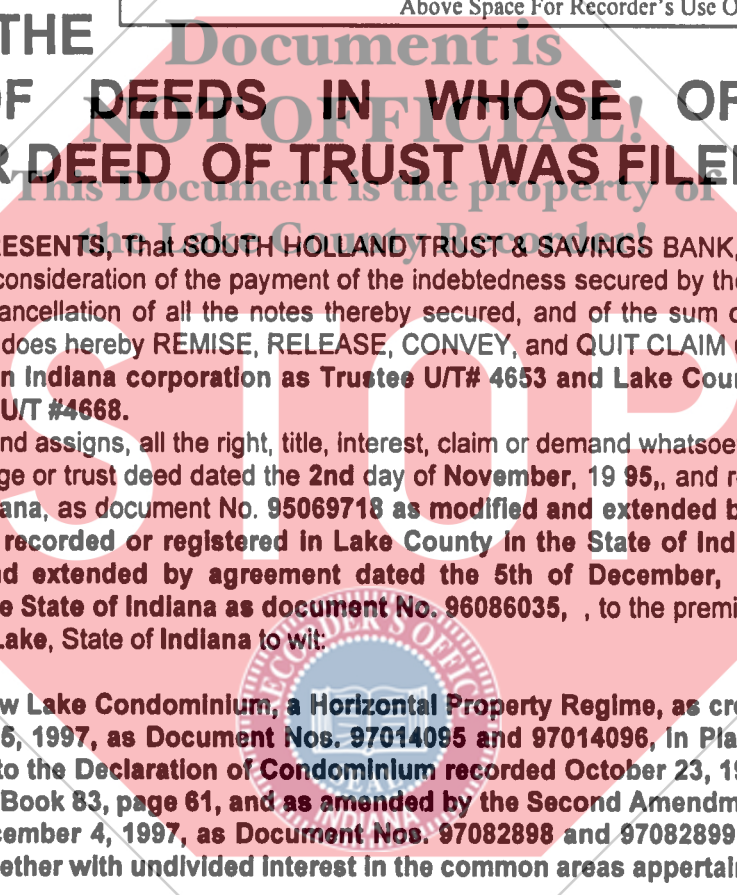 Above Space For Recorder's Use O
THE
OF DEEDS IN WHOSE OF
R DEED OF TRUST WAS FILE
Document is
NOT OFFICIAL!
This Document is the property of
the Lake County Recorder!
RESENTS, That SOUTH HOLLAND TRUST & SAVINGS BANK,
consideration of the payment of the indebtedness secured by the
ancellation of all the notes thereby secured, and of the sum o
does hereby REMISE, RELEASE, CONVEY, and QUIT CLAIM
n Indiana corporation as Trustee U/T# 4653 and Lake Cou
U/T #4668.
nd assigns, all the right, title, interest, claim or demand whatsoe
ge or trust deed dated the 2nd day of November, 19 95,, and r
ana, as document No. 95069718 as modified and extended b
recorded or registered in Lake County in the State of Ind
nd extended by agreement dated the 5th of December,
e State of Indiana as document No. 96086035, , to the premi
Lake, State of Indiana to wit:
STOP
w Lake Condominium, a Horizontal Property Regime, as cre
5, 1997, as Document Nos. 97014095 and 97014096, in Pla
to the Declaration of Condominium recorded October 23, 19
Book 83, page 61, and as amended by the Second Amendm
cember 4, 1997, as Document Nos. 97082898 and 97082899
ether with undivided interest in the common areas appertai
RECORDER'S OFFIC
SEAL
INDIANA